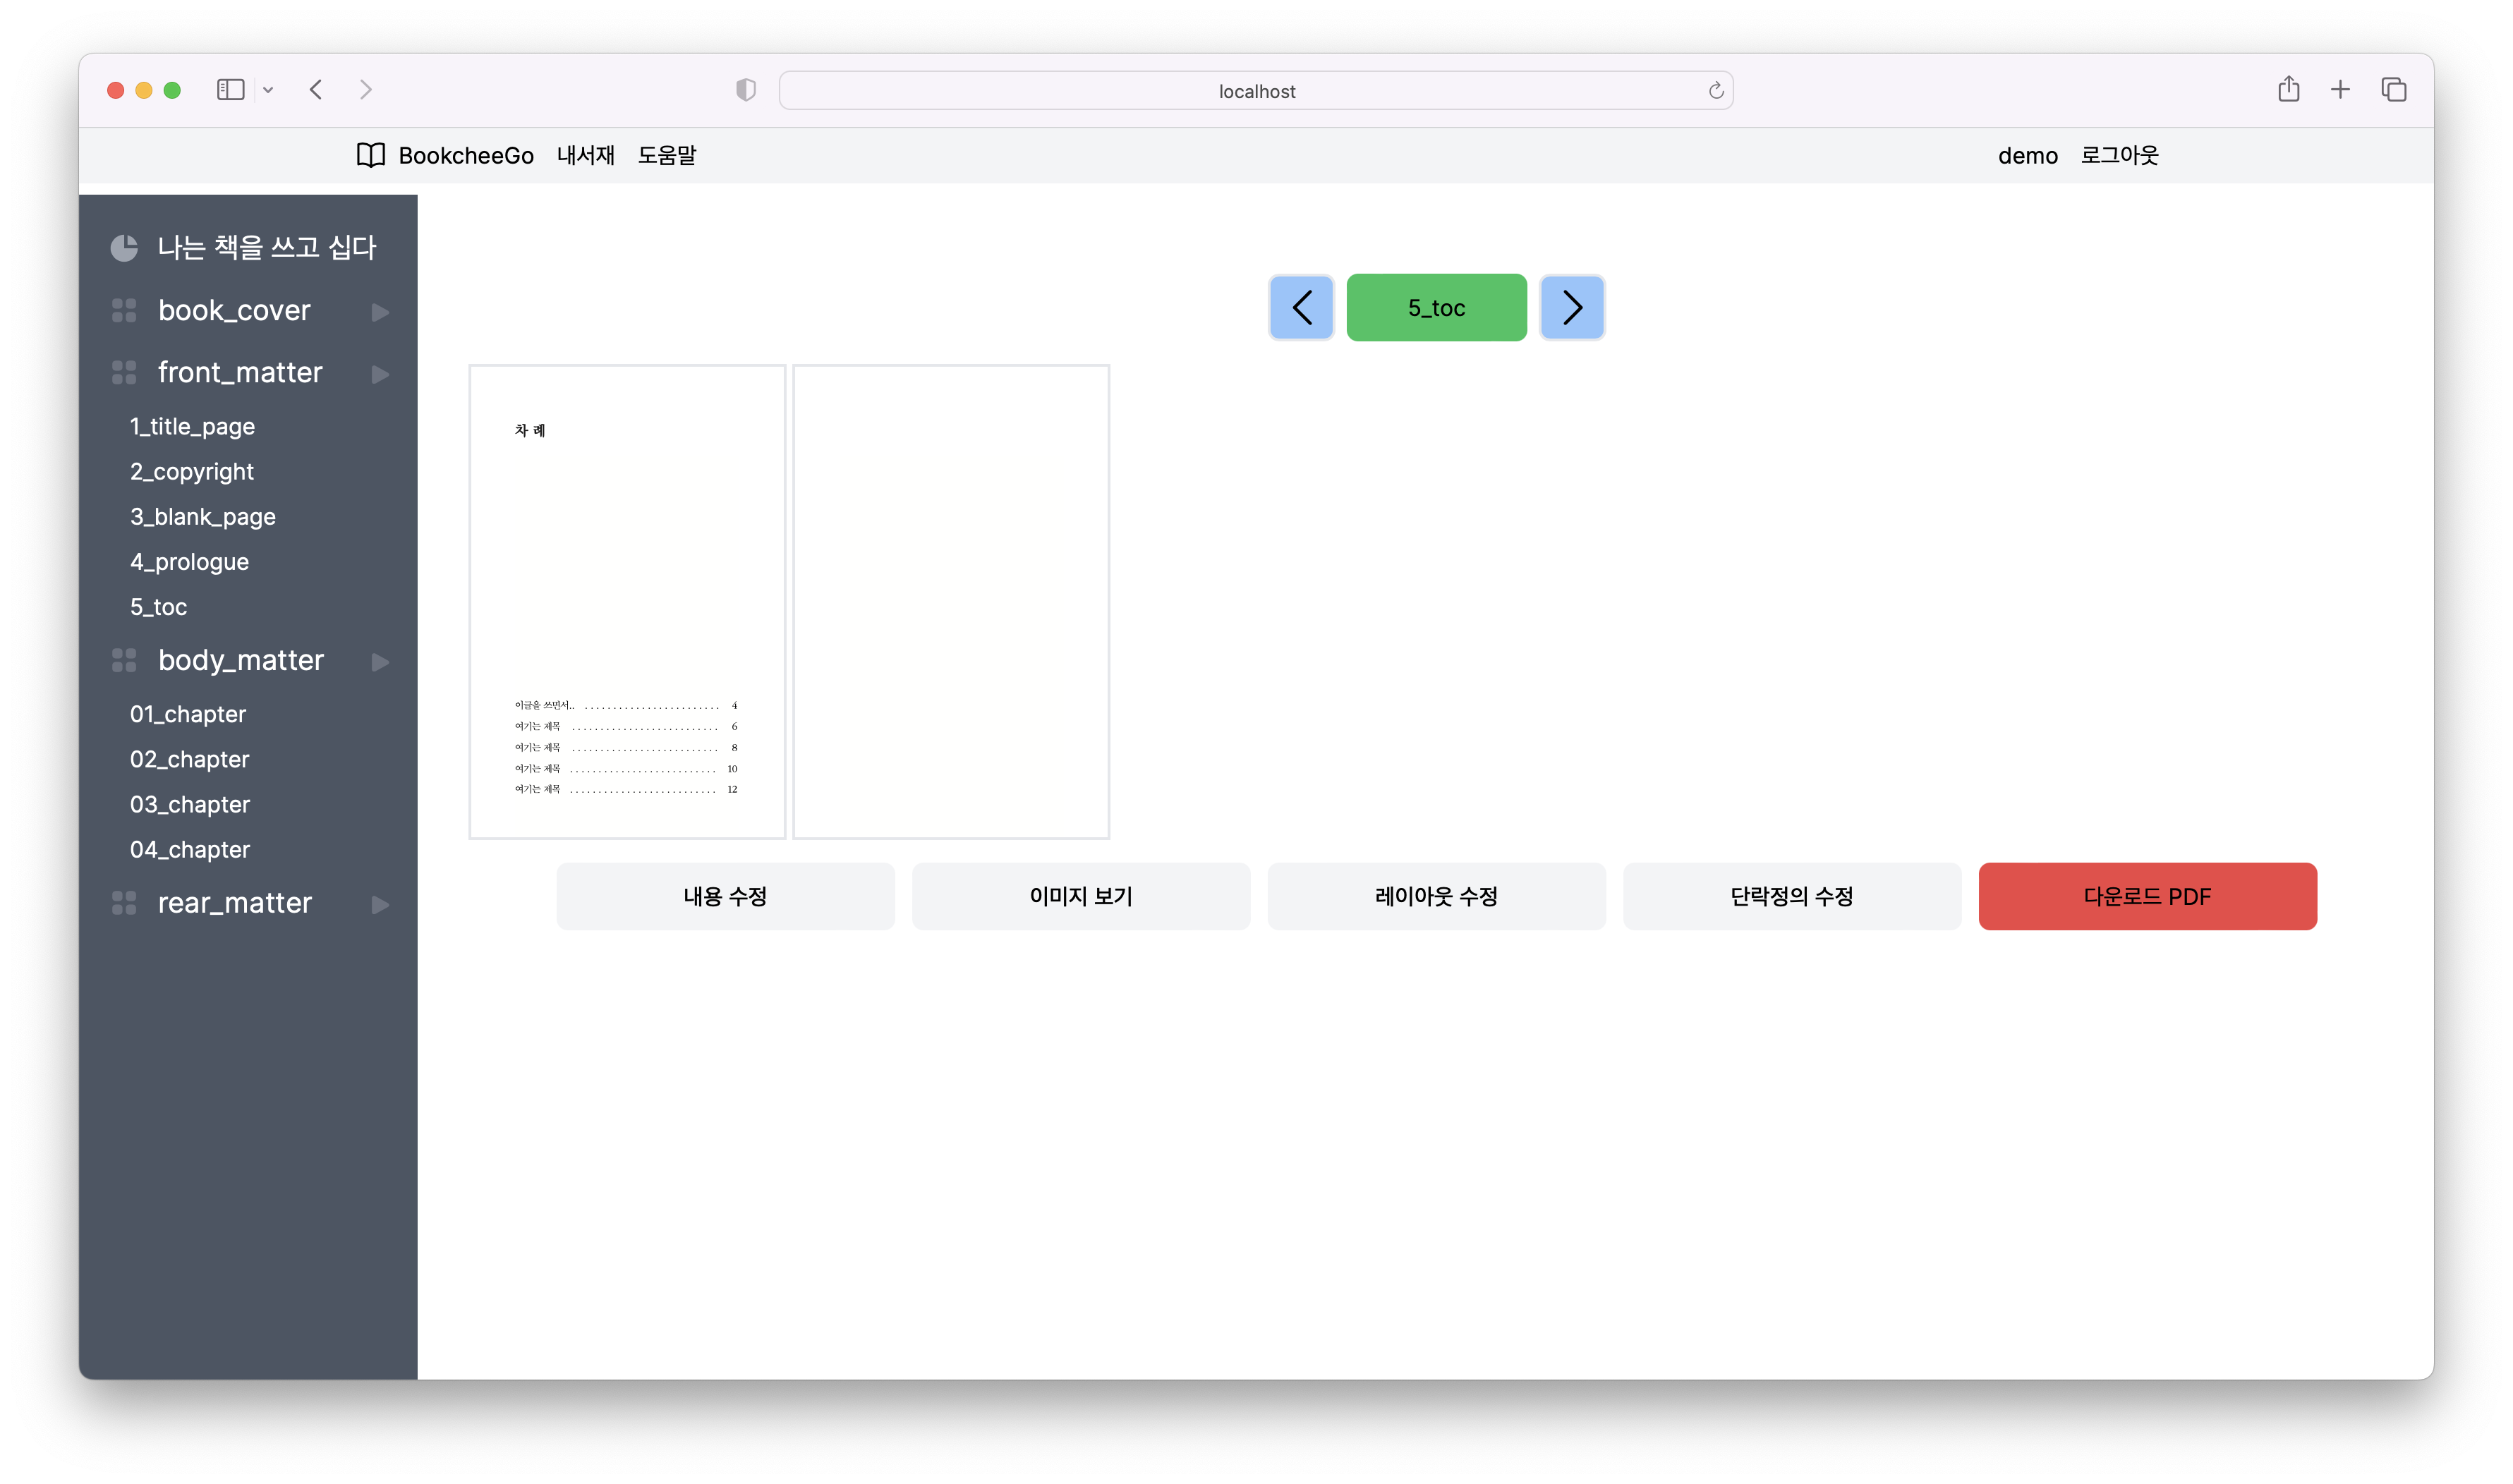 localhost
BookcheeGo 내서재 도움말 demo 로그아웃
나는 책을 쓰고 십다
book_cover
front_matter
1_title_page
2_copyright
3_blank_page
4_prologue
5_toc
body_matter
01_chapter
02_chapter
03_chapter
04_chapter
rear_matter
5_toc
차 례
이글을 쓰면서.. ........................ 4
여기는 제목 .......................... 6
여기는 제목 .......................... 8
여기는 제목 .......................... 10
여기는 제목 .......................... 12
내용 수정 이미지 보기 레이아웃 수정 단락정의 수정 다운로드 PDF